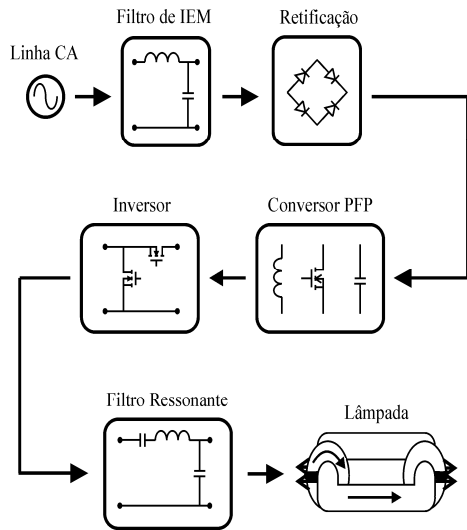 Filtro de IEM
Retificação
Linha CA
Inversor
Conversor PFP
Filtro Ressonante
Lâmpada